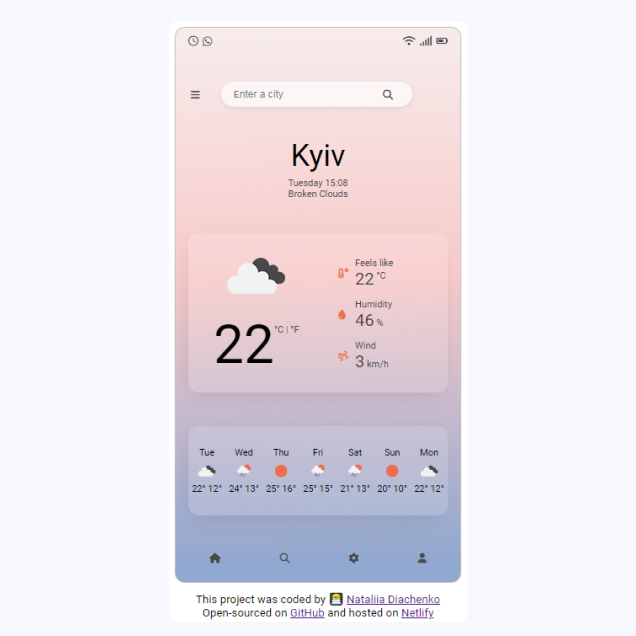 Enter a city
Kyiv
Tuesday 15:08
Broken Clouds
Feels like
22 °C
Humidity
46 %
Wind
3 km/h
22 °C | °F
Tue Wed Thu Fri Sat Sun Mon
22° 12° 24° 13° 25° 16° 25° 15° 21° 13° 20° 10° 22° 12°
This project was coded by Nataliia Diachenko
Open-sourced on GitHub and hosted on Netlify